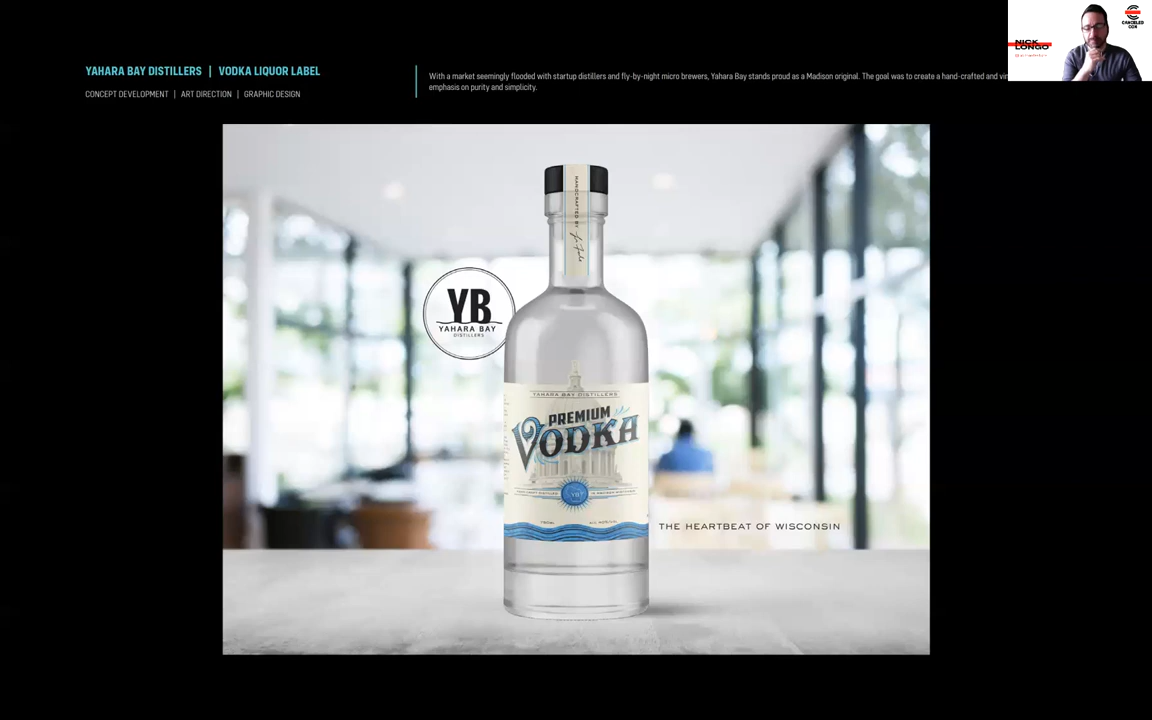 YAHARA BAY DISTILLERS | VODKA LIQUOR LABEL
CONCEPT DEVELOPMENT | ART DIRECTION | GRAPHIC DESIGN
With a market seemingly flooded with startup distillers and fly-by-night micro brewers, Yahara Bay stands proud as a Madison original. The goal was to create a hand-crafted and
emphasis on purity and simplicity.
NICK
LONGO
CANCELED
CON
HANDCRAFTED BY
YB
YAHARA BAY
DISTILLERS
YAHARA BAY DISTILLERS
PREMIUM
VODKA
YB
750ML
THE HEARTBEAT OF WISCONSIN